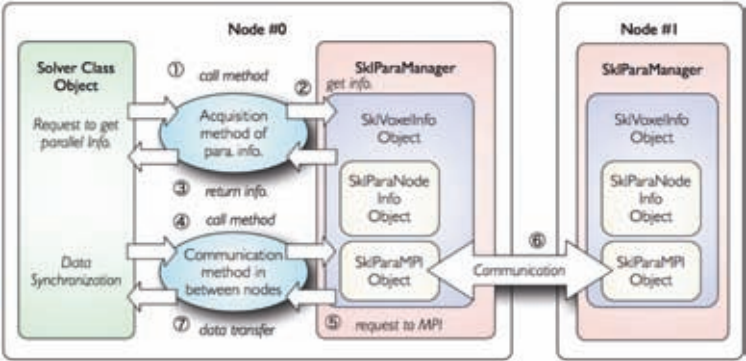 Node #0
Node #1
Solver Class
Object
① call method
②
SklParaManager
get info.
SklParaManager
Request to get
parallel Info.
Acquisition
method of
para. info.
SklVoxelInfo
Object
SklVoxelInfo
Object
③ return info.
SklParaNode
Info
Object
SklParaNode
Info
Object
④ call method
Data
Synchronization
Communication
method in
between nodes
SklParaMPI
Object
⑥
Communication
SklParaMPI
Object
⑦ data transfer
⑤ request to MPI